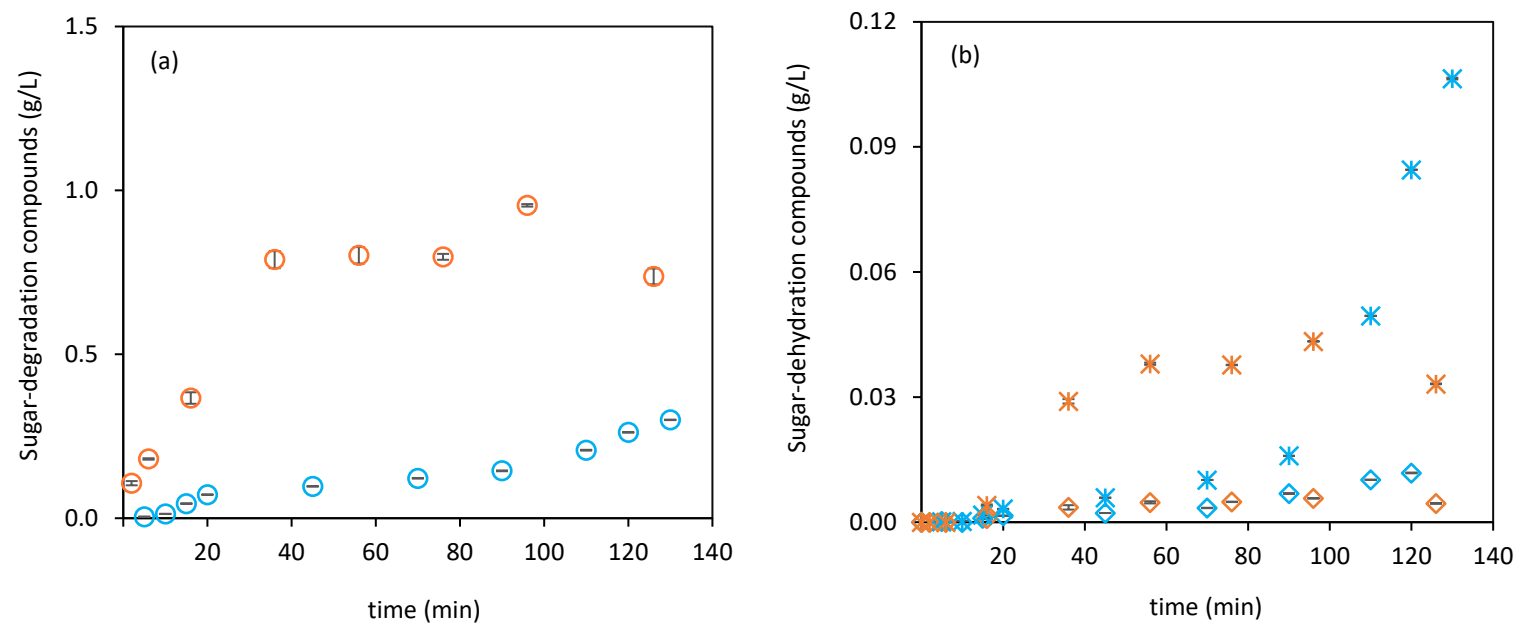 (a)
Sugar-degradation compounds (g/L)
1.5
1.0
0.5
0.0
20 40 60 80 100 120 140
time (min)
(b)
Sugar-dehydration compounds (g/L)
0.12
0.09
0.06
0.03
0.00
20 40 60 80 100 120 140
time (min)